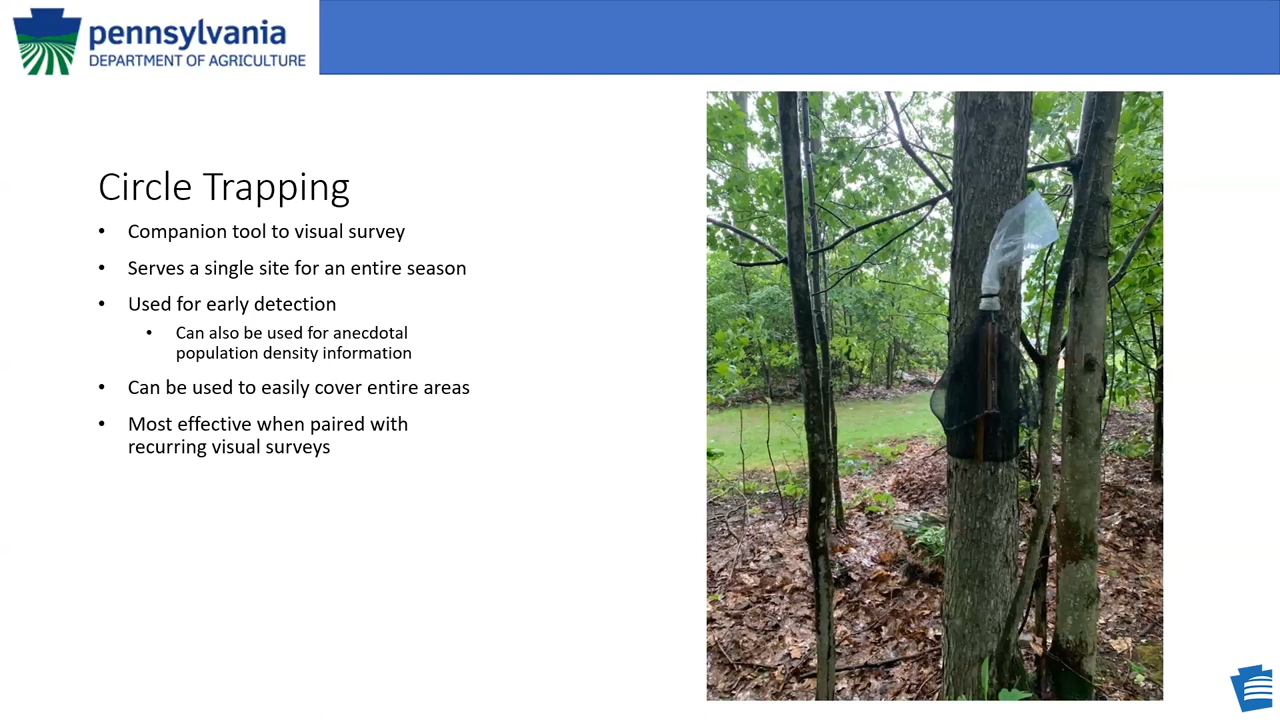 pennsylvania
DEPARTMENT OF AGRICULTURE
Circle Trapping
• Companion tool to visual survey
• Serves a single site for an entire season
• Used for early detection
• Can also be used for anecdotal
population density information
• Can be used to easily cover entire areas
• Most effective when paired with
recurring visual surveys